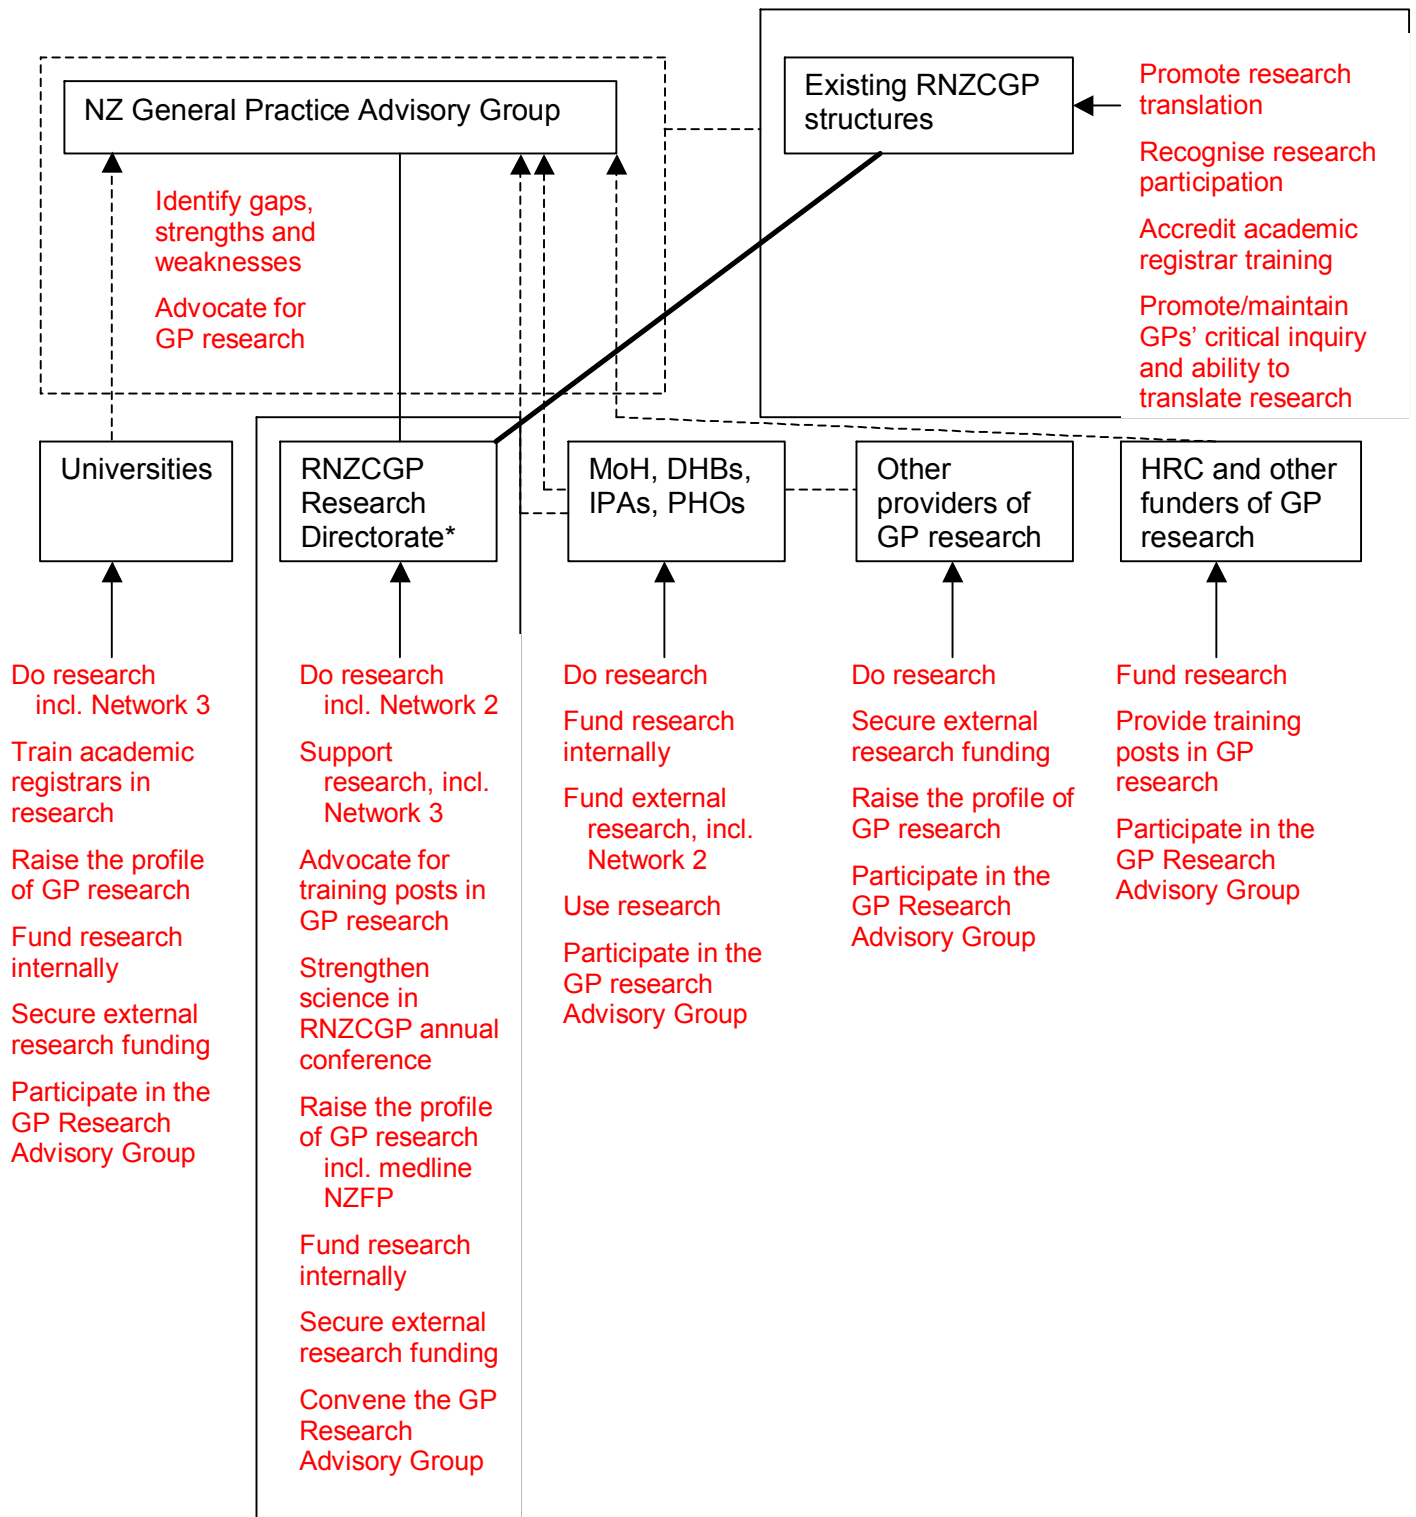 NZ General Practice Advisory Group
Identify gaps,
strengths and
weaknesses
Advocate for
GP research
Existing RNZCGP
structures
Promote research
translation
Recognise research
participation
Accredit academic
registrar training
Promote/maintain
GPs’ critical inquiry
and ability to
translate research
Universities
RNZCGP
Research
Directorate*
MoH, DHBs,
IPAs, PHOs
Other
providers of
GP research
HRC and other
funders of GP
research
Do research
incl. Network 3
Train academic
registrars in
research
Raise the profile
of GP research
Fund research
internally
Secure external
research funding
Participate in the
GP Research
Advisory Group
Do research
incl. Network 2
Support
research, incl.
Network 3
Advocate for
training posts in
GP research
Strengthen
science in
RNZCGP annual
conference
Raise the profile
of GP research
incl. medline
NZFP
Fund research
internally
Secure external
research funding
Convene the GP
Research
Advisory Group
Do research
Fund research
internally
Fund external
research, incl.
Network 2
Use research
Participate in the
GP research
Advisory Group
Do research
Secure external
research funding
Raise the profile of
GP research
Participate in the
GP Research
Advisory Group
Fund research
Provide training
posts in GP
research
Participate in the
GP Research
Advisory Group